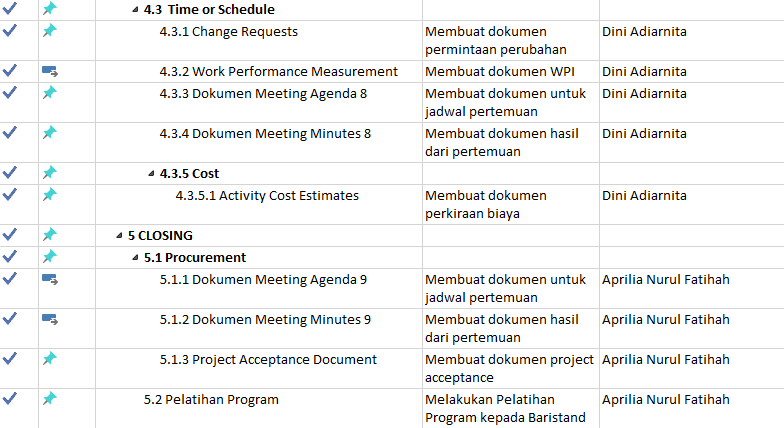 4.3 Time or Schedule
4.3.1 Change Requests Membuat dokumen Dini Adiarnita
permintaan perubahan
4.3.2 Work Performance Measurement Membuat dokumen WPI Dini Adiarnita
4.3.3 Dokumen Meeting Agenda 8 Membuat dokumen untuk Dini Adiarnita
jadwal pertemuan
4.3.4 Dokumen Meeting Minutes 8 Membuat dokumen hasil Dini Adiarnita
dari pertemuan
4.3.5 Cost
4.3.5.1 Activity Cost Estimates Membuat dokumen Dini Adiarnita
perkiraan biaya
5 CLOSING
5.1 Procurement
5.1.1 Dokumen Meeting Agenda 9 Membuat dokumen untuk Aprilia Nurul Fatihah
jadwal pertemuan
5.1.2 Dokumen Meeting Minutes 9 Membuat dokumen hasil Aprilia Nurul Fatihah
dari pertemuan
5.1.3 Project Acceptance Document Membuat dokumen project Aprilia Nurul Fatihah
acceptance
5.2 Pelatihan Program Melakukan Pelatihan Aprilia Nurul Fatihah
Program kepada Baristand